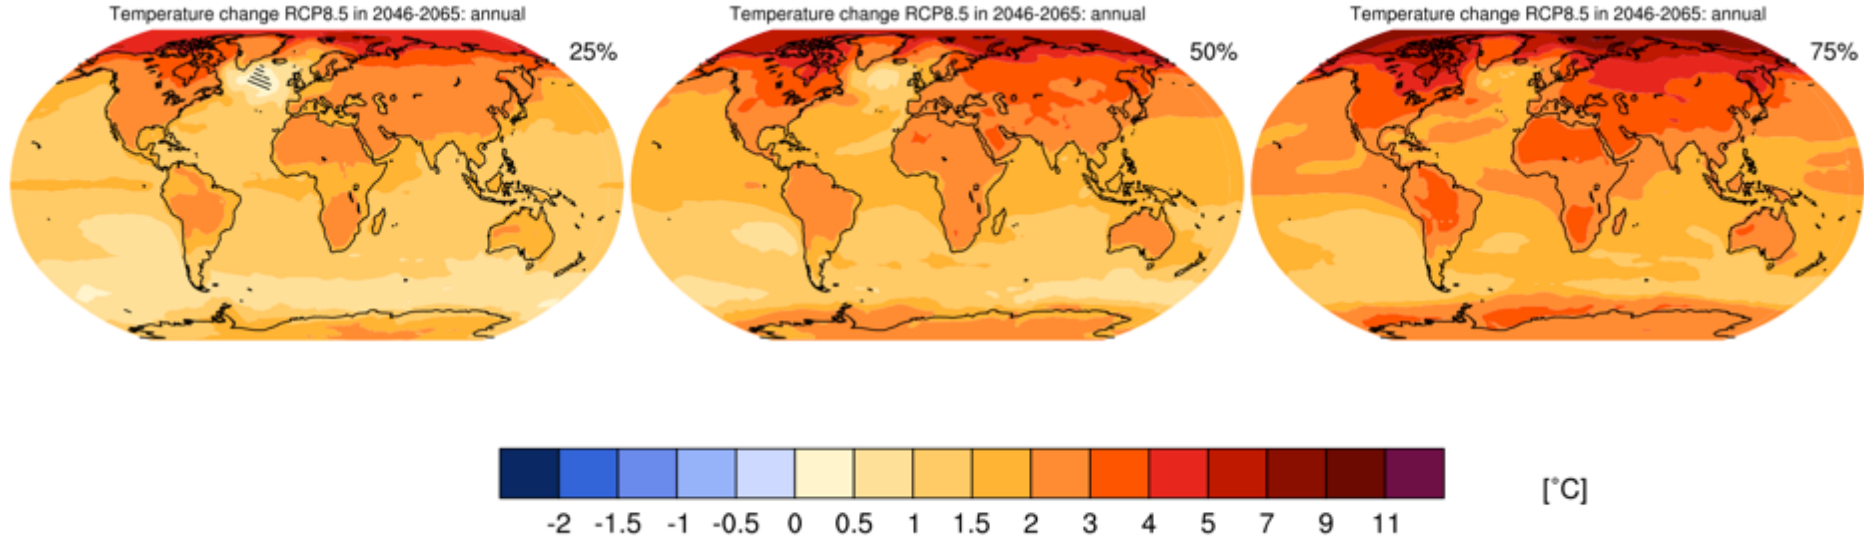 Temperature change RCP8.5 in 2046-2065: annual
25%
Temperature change RCP8.5 in 2046-2065: annual
50%
Temperature change RCP8.5 in 2046-2065: annual
75%
-2 -1.5 -1 -0.5 0 0.5 1 1.5 2 3 4 5 7 9 11
[°C]